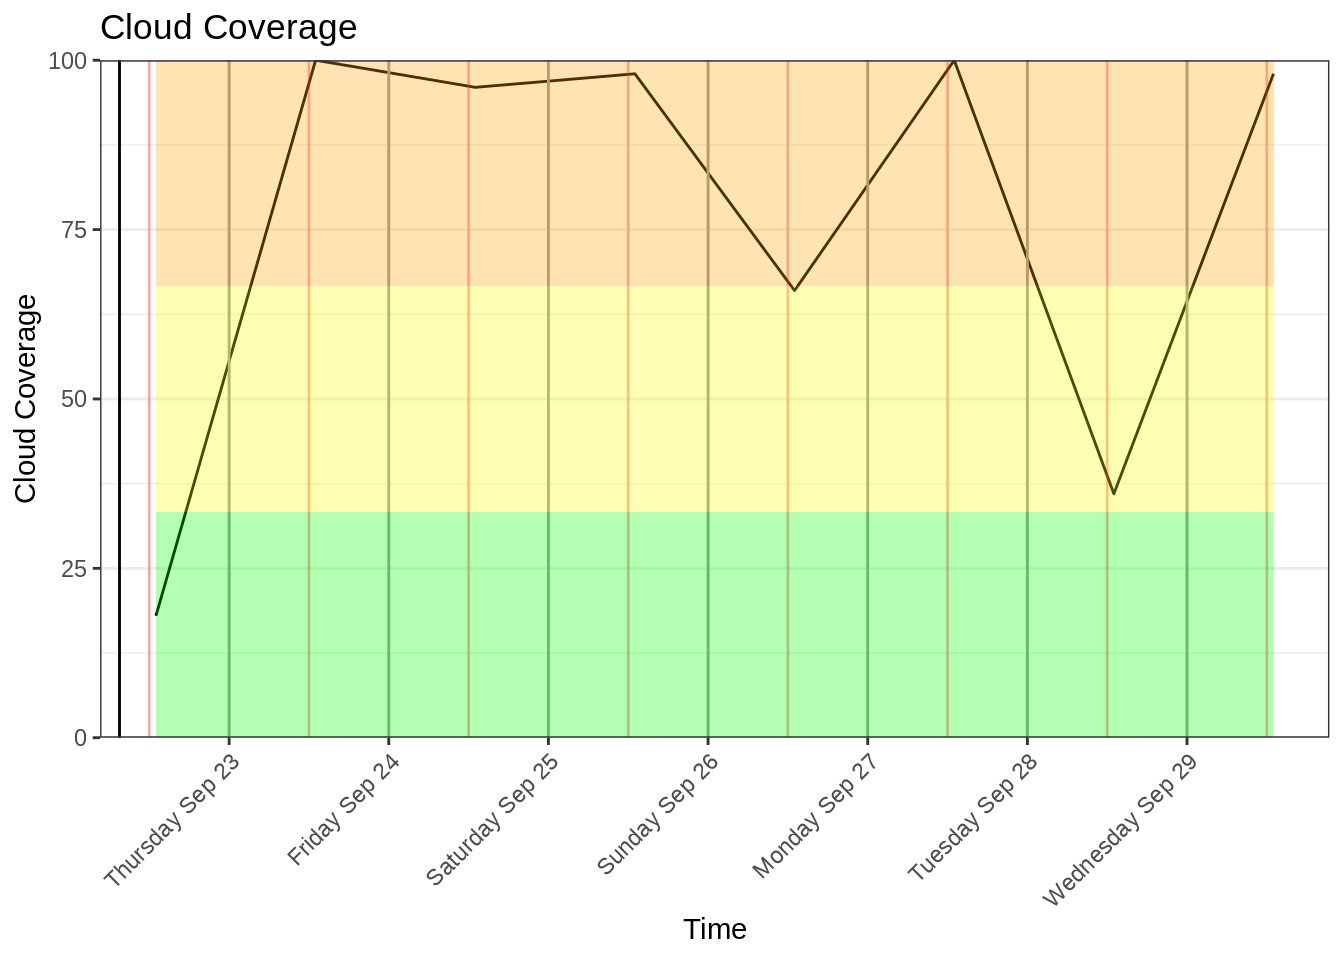 Cloud Coverage
100
75
50
25
0
Cloud Coverage
Thursday Sep 23
Friday Sep 24
Saturday Sep 25
Sunday Sep 26
Monday Sep 27
Tuesday Sep 28
Wednesday Sep 29
Time